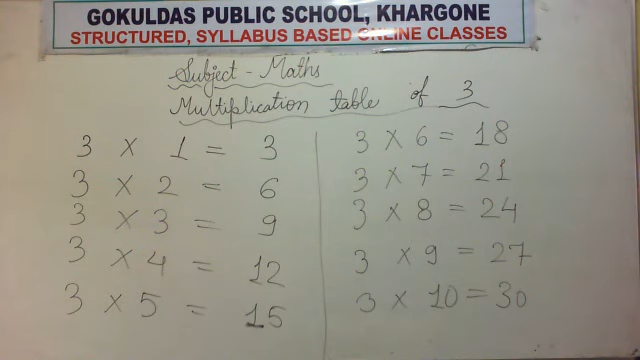 GOKULDAS PUBLIC SCHOOL, KHARGONE
STRUCTURED, SYLLABUS BASED ONLINE CLASSES
Subject - Maths
Multiplication table of 3
3 × 1 = 3
3 × 2 = 6
3 × 3 = 9
3 × 4 = 12
3 × 5 = 15
3 × 6 = 18
3 × 7 = 21
3 × 8 = 24
3 × 9 = 27
3 × 10 = 30